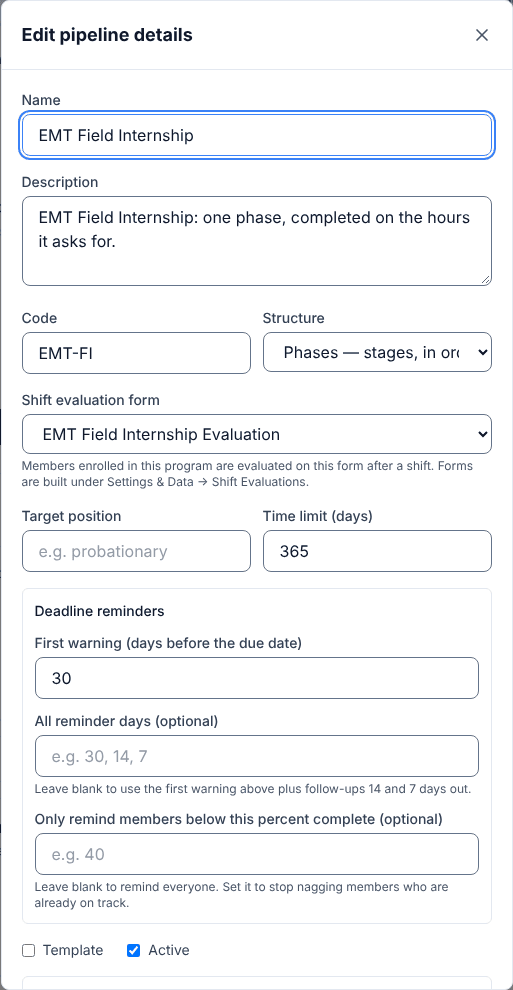 Edit pipeline details
Name
EMT Field Internship
Description
EMT Field Internship: one phase, completed on the hours
it asks for.
Code
Structure
EMT-FI
Phases — stages, in ord
Shift evaluation form
EMT Field Internship Evaluation
Members enrolled in this program are evaluated on this form after a shift. Forms
are built under Settings & Data → Shift Evaluations.
Target position
Time limit (days)
e.g. probationary
365
Deadline reminders
First warning (days before the due date)
30
All reminder days (optional)
e.g. 30, 14, 7
Leave blank to use the first warning above plus follow-ups 14 and 7 days out.
Only remind members below this percent complete (optional)
e.g. 40
Leave blank to remind everyone. Set it to stop nagging members who are
already on track.
Template
Active